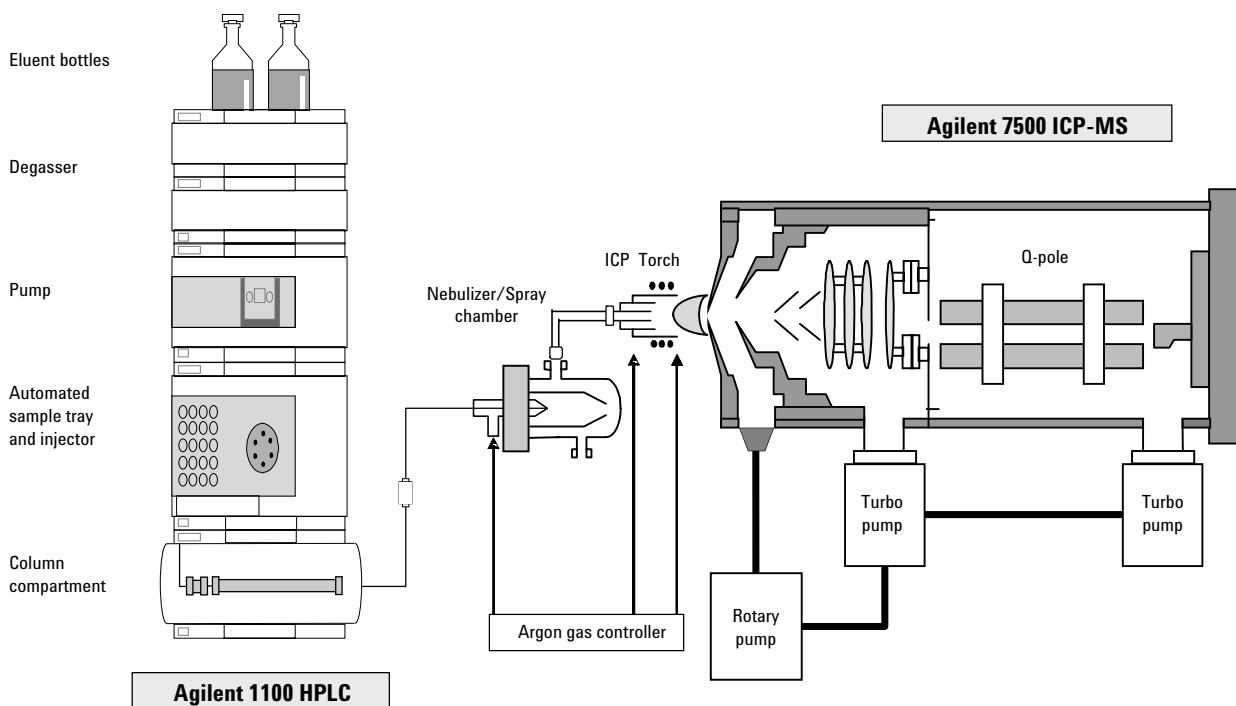 Eluent bottles
Degasser
Pump
Automated
sample tray
and injector
Column
compartment
Agilent 1100 HPLC
Nebulizer/Spray
chamber
ICP Torch
Argon gas controller
Agilent 7500 ICP-MS
Q-pole
Turbo
pump
Turbo
pump
Rotary
pump